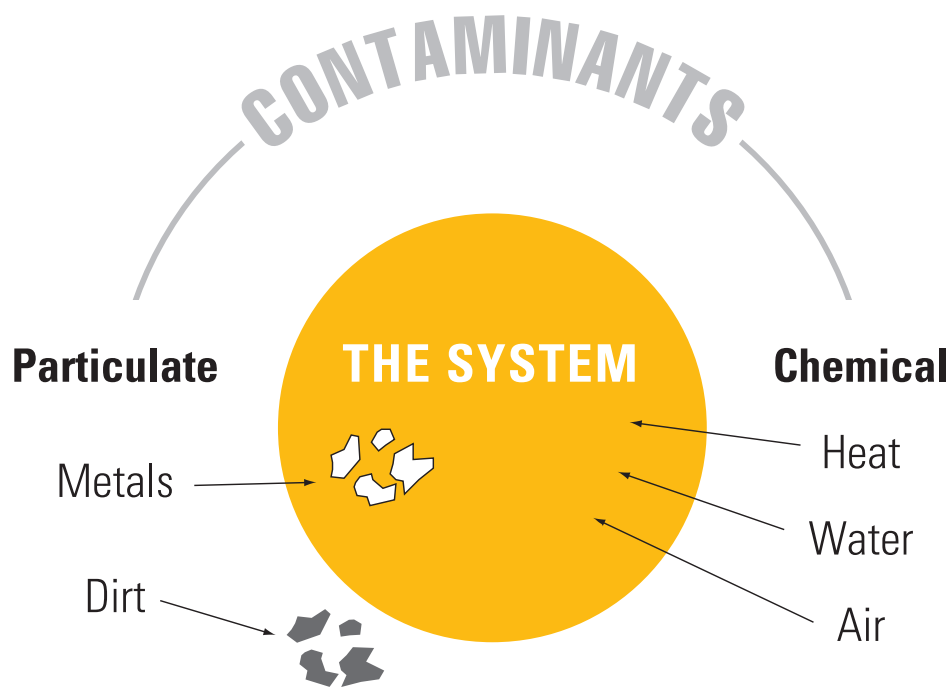 CONTAMINANTS
Particulate
THE SYSTEM
Chemical
Metals
Dirt
Heat
Water
Air